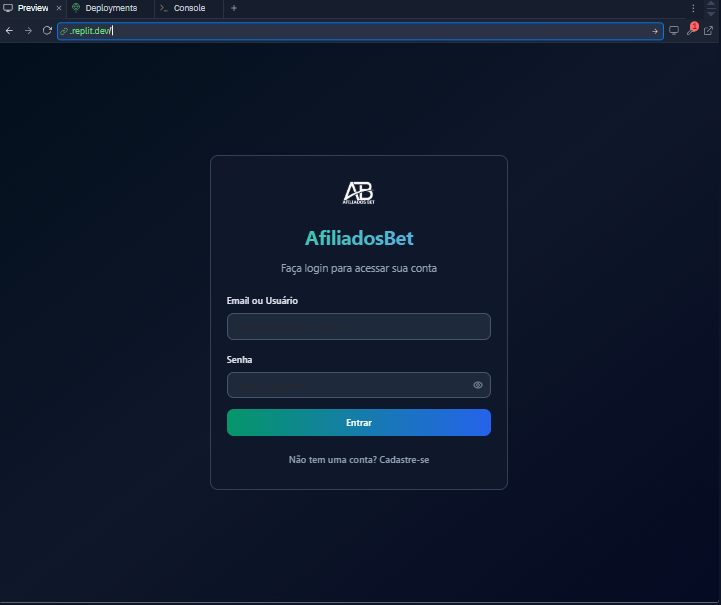 Preview
Deployments
Console
.replit.dev/
1
AB
AFILIADOS BET
AfiliadosBet
Faça login para acessar sua conta
Email ou Usuário
Senha
Entrar
Não tem uma conta? Cadastre-se